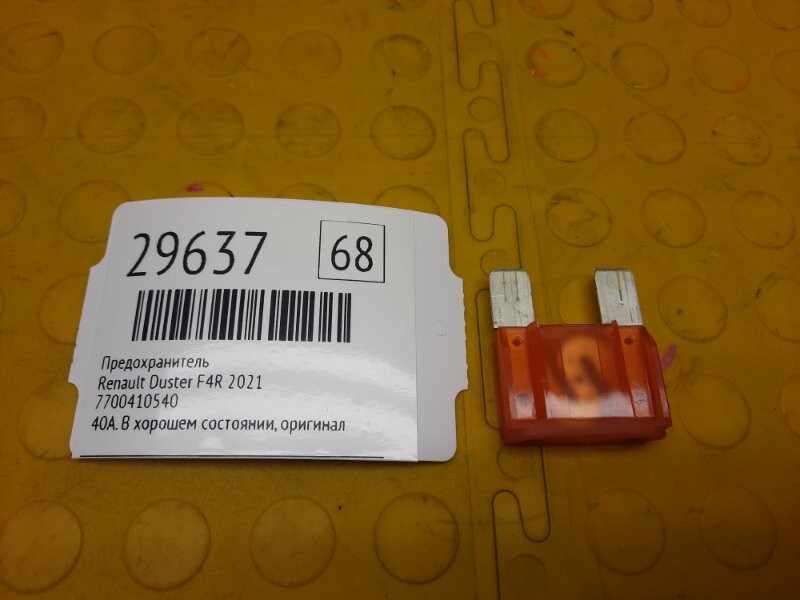 29637 68
Предохранитель
Renault Duster F4R 2021
7700410540
40А. В хорошем состоянии, оригинал